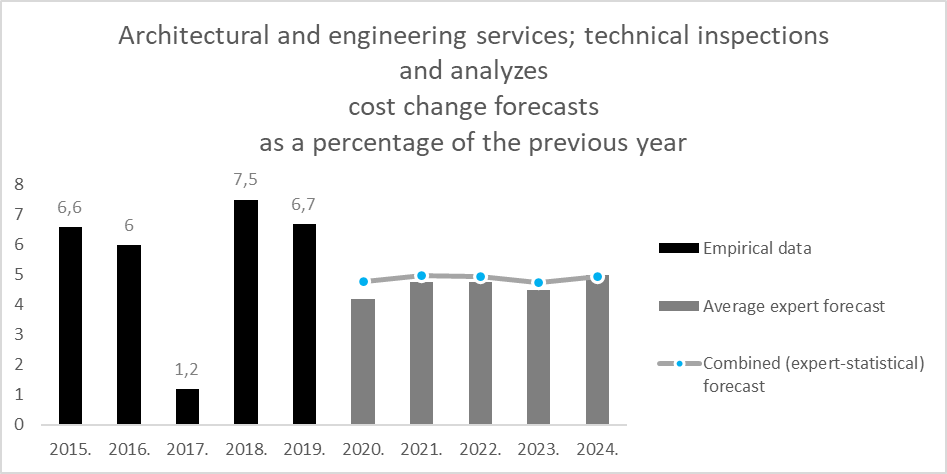 Architectural and engineering services; technical inspections
and analyzes
cost change forecasts
as a percentage of the previous year
8
7
6
5
4
3
2
1
0
6,6
6
1,2
7,5
6,7
2015. 2016. 2017. 2018. 2019. 2020. 2021. 2022. 2023. 2024.
Empirical data
Average expert forecast
Combined (expert-statistical)
forecast